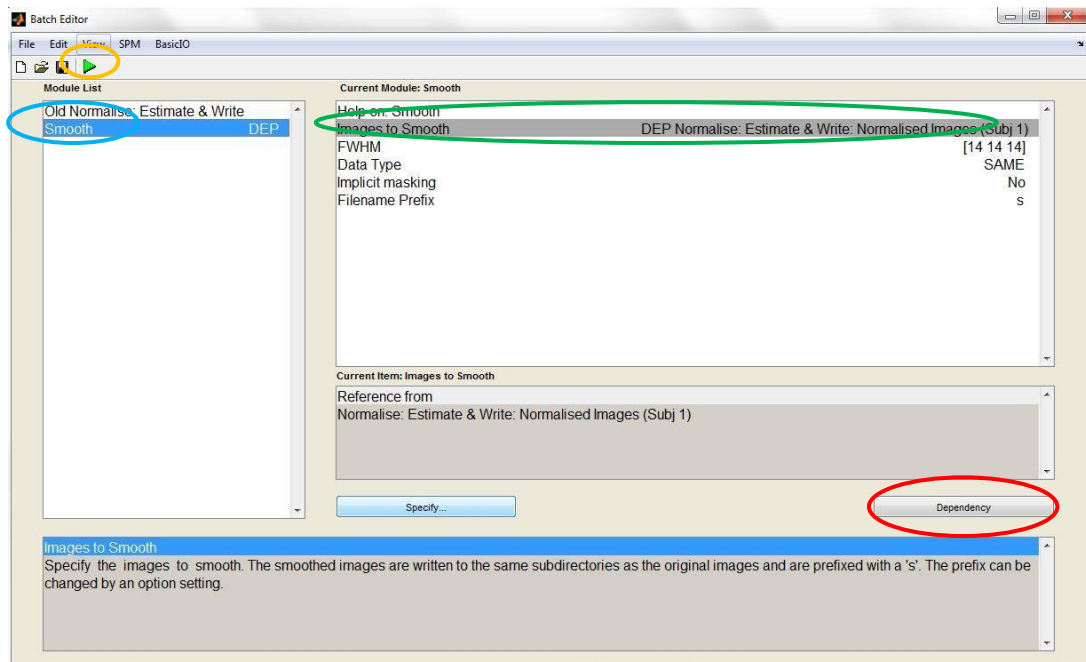 Batch Editor
File Edit View SPM BasicIO
Module List
Old Normalise: Estimate & Write
Smooth DEP
Current Module: Smooth
Help on: Smooth
Images to Smooth DEP Normalise: Estimate & Write: Normalised Images (Subj 1)
FWHM [14 14 14]
Data Type SAME
Implicit masking No
Filename Prefix s
Current Item: Images to Smooth
Reference from
Normalise: Estimate & Write: Normalised Images (Subj 1)
Specify...
Dependency
Images to Smooth
Specify the images to smooth. The smoothed images are written to the same subdirectories as the original images and are prefixed with a 's'. The prefix can be
changed by an option setting.